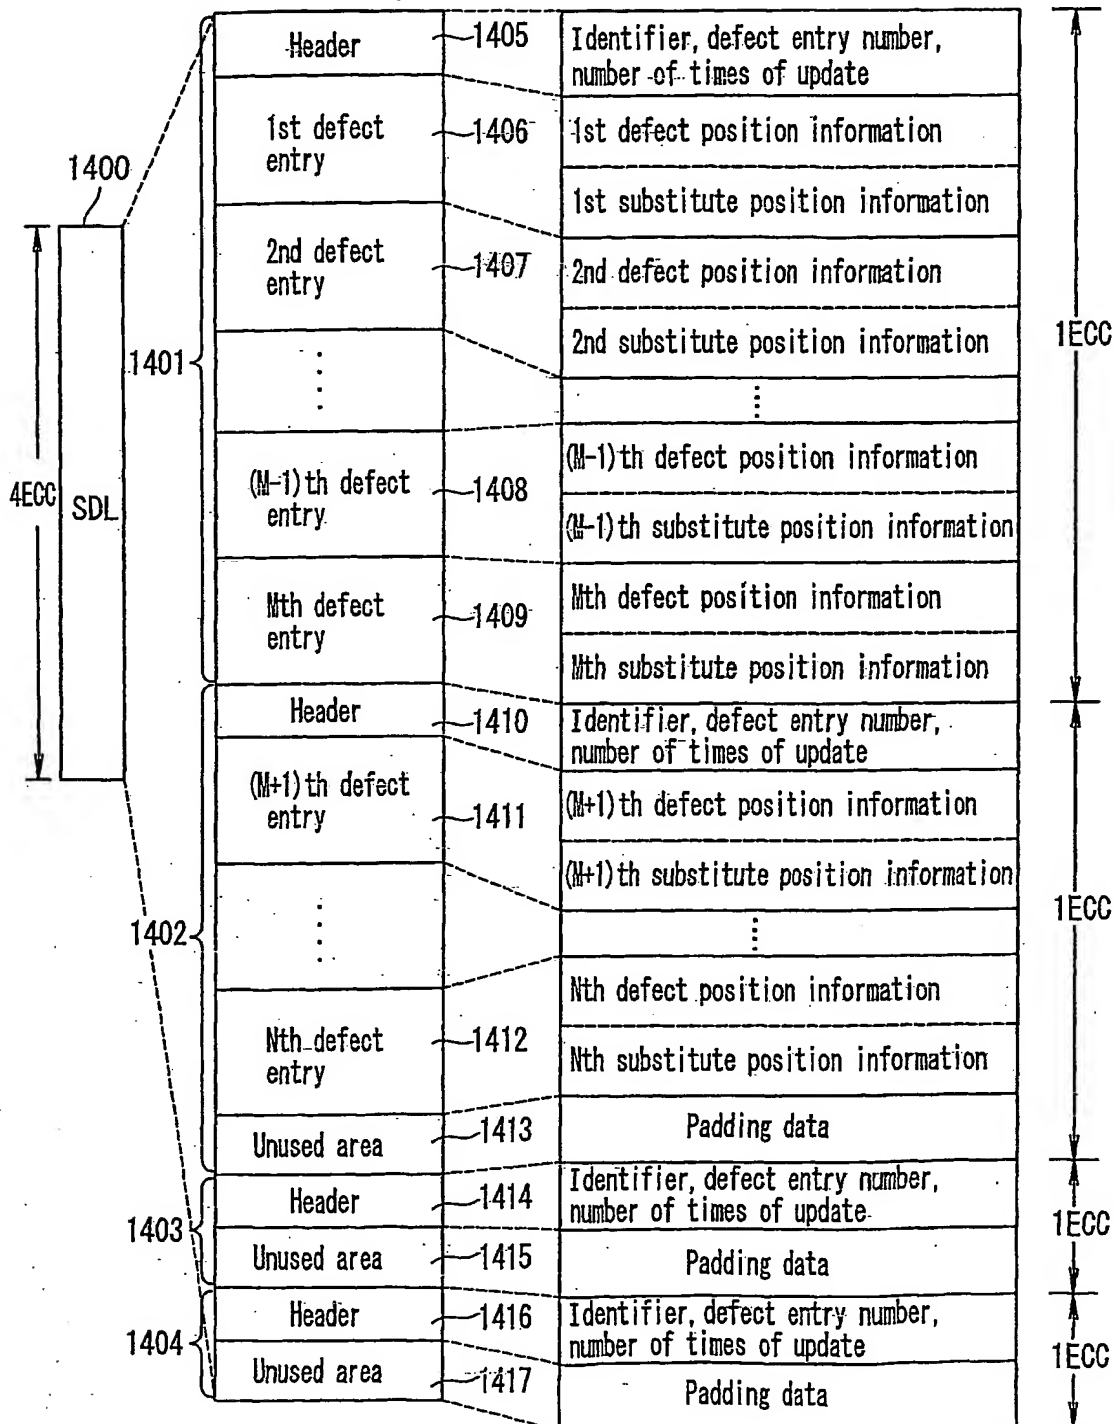 1400
4ECC
SDL
1401
1402
1403
1404
Header
1405
Identifier, defect entry number,
number of times of update
1st defect
entry
1406
1st defect position information
1st substitute position information
2nd defect
entry
1407
2nd defect position information
2nd substitute position information
(M-1)th defect
entry
1408
(M-1)th defect position information
(M-1)th substitute position information
Mth defect
entry
1409
Mth defect position information
Mth substitute position information
1ECC
Header
1410
Identifier, defect entry number,
number of times of update
(M+1)th defect
entry
1411
(M+1)th defect position information
(M+1)th substitute position information
Nth defect
entry
1412
Nth defect position information
Nth substitute position information
Unused area
1413
Padding data
1ECC
Header
1414
Identifier, defect entry number,
number of times of update
Unused area
1415
Padding data
1ECC
Header
1416
Identifier, defect entry number,
number of times of update
Unused area
1417
Padding data
1ECC